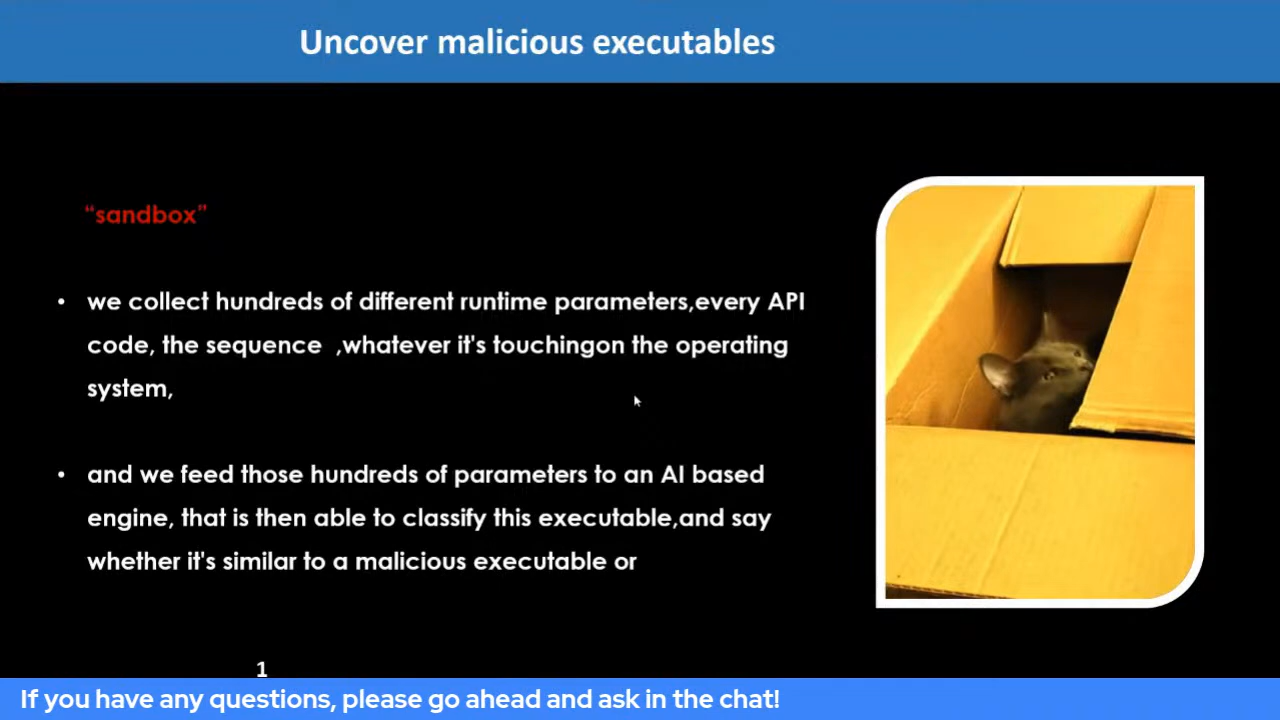 Uncover malicious executables
“sandbox”
• we collect hundreds of different runtime parameters,every API
code, the sequence  ,whatever it's touchingon the operating
system,
• and we feed those hundreds of parameters to an AI based
engine, that is then able to classify this executable,and say
whether it's similar to a malicious executable or
1
If you have any questions, please go ahead and ask in the chat!